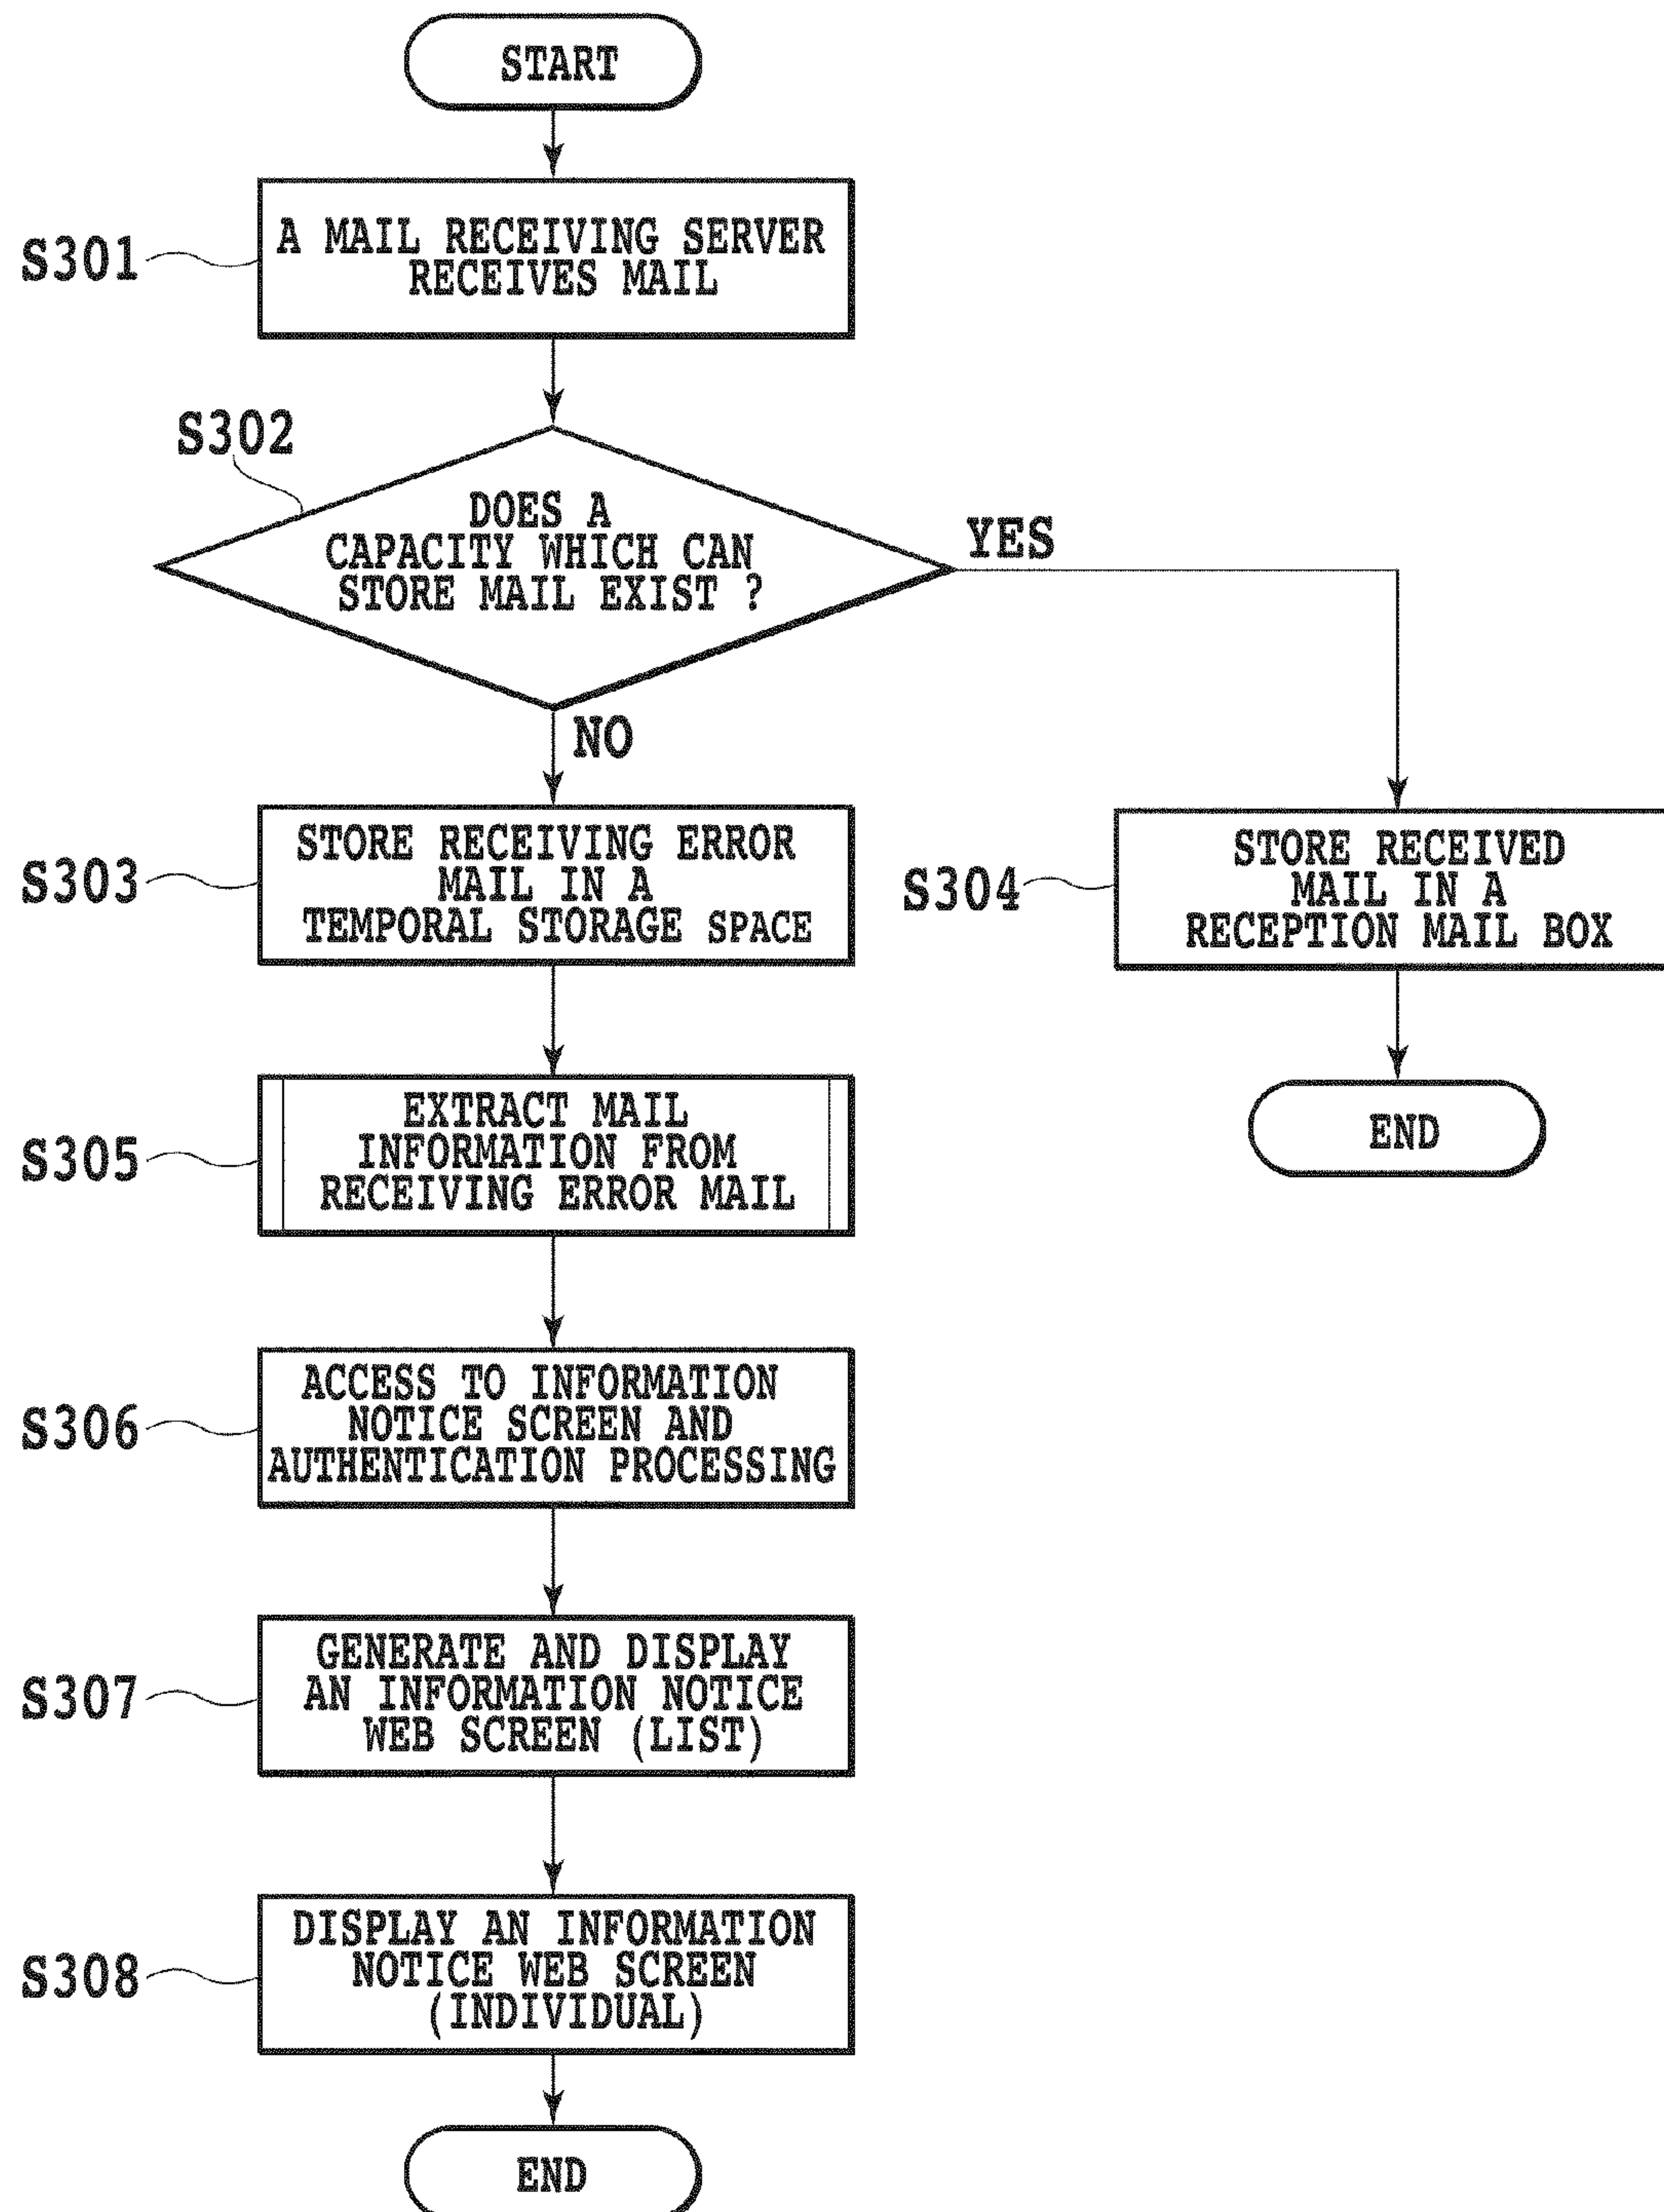 START
S301
A MAIL RECEIVING SERVER
RECEIVES MAIL
S302
DOES A
CAPACITY WHICH CAN
STORE MAIL EXIST ?
YES
NO
S303
STORE RECEIVING ERROR
MAIL IN A
TEMPORAL STORAGE SPACE
S304
STORE RECEIVED
MAIL IN A
RECEPTION MAIL BOX
END
S305
EXTRACT MAIL
INFORMATION FROM
RECEIVING ERROR MAIL
S306
ACCESS TO INFORMATION
NOTICE SCREEN AND
AUTHENTICATION PROCESSING
S307
GENERATE AND DISPLAY
AN INFORMATION NOTICE
WEB SCREEN (LIST)
S308
DISPLAY AN INFORMATION
NOTICE WEB SCREEN
(INDIVIDUAL)
END